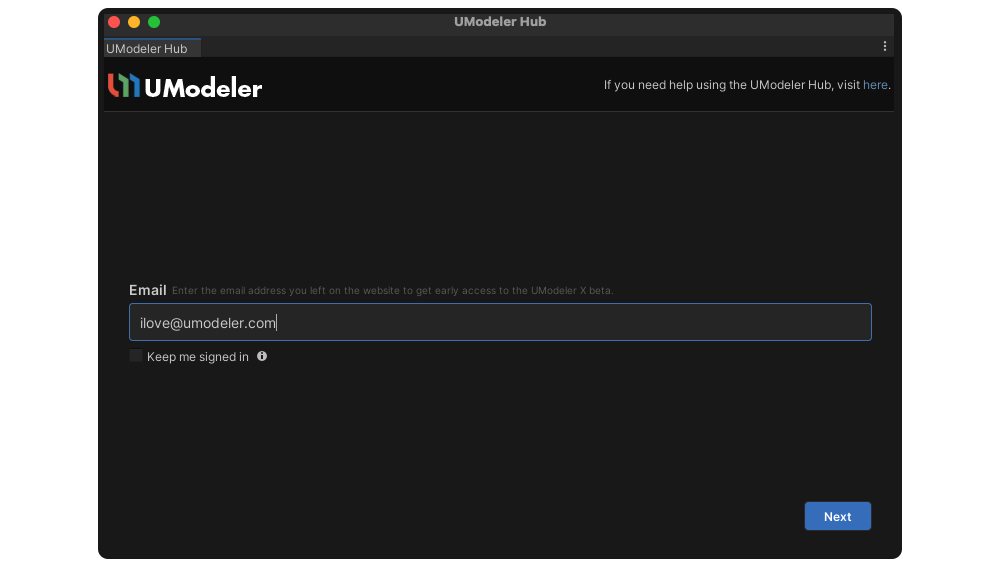 UModeler Hub
UModeler Hub
UModeler
If you need help using the UModeler Hub, visit here.
Email Enter the email address you left on the website to get early access to the UModeler X beta.
ilove@umodeler.com
Keep me signed in
Next